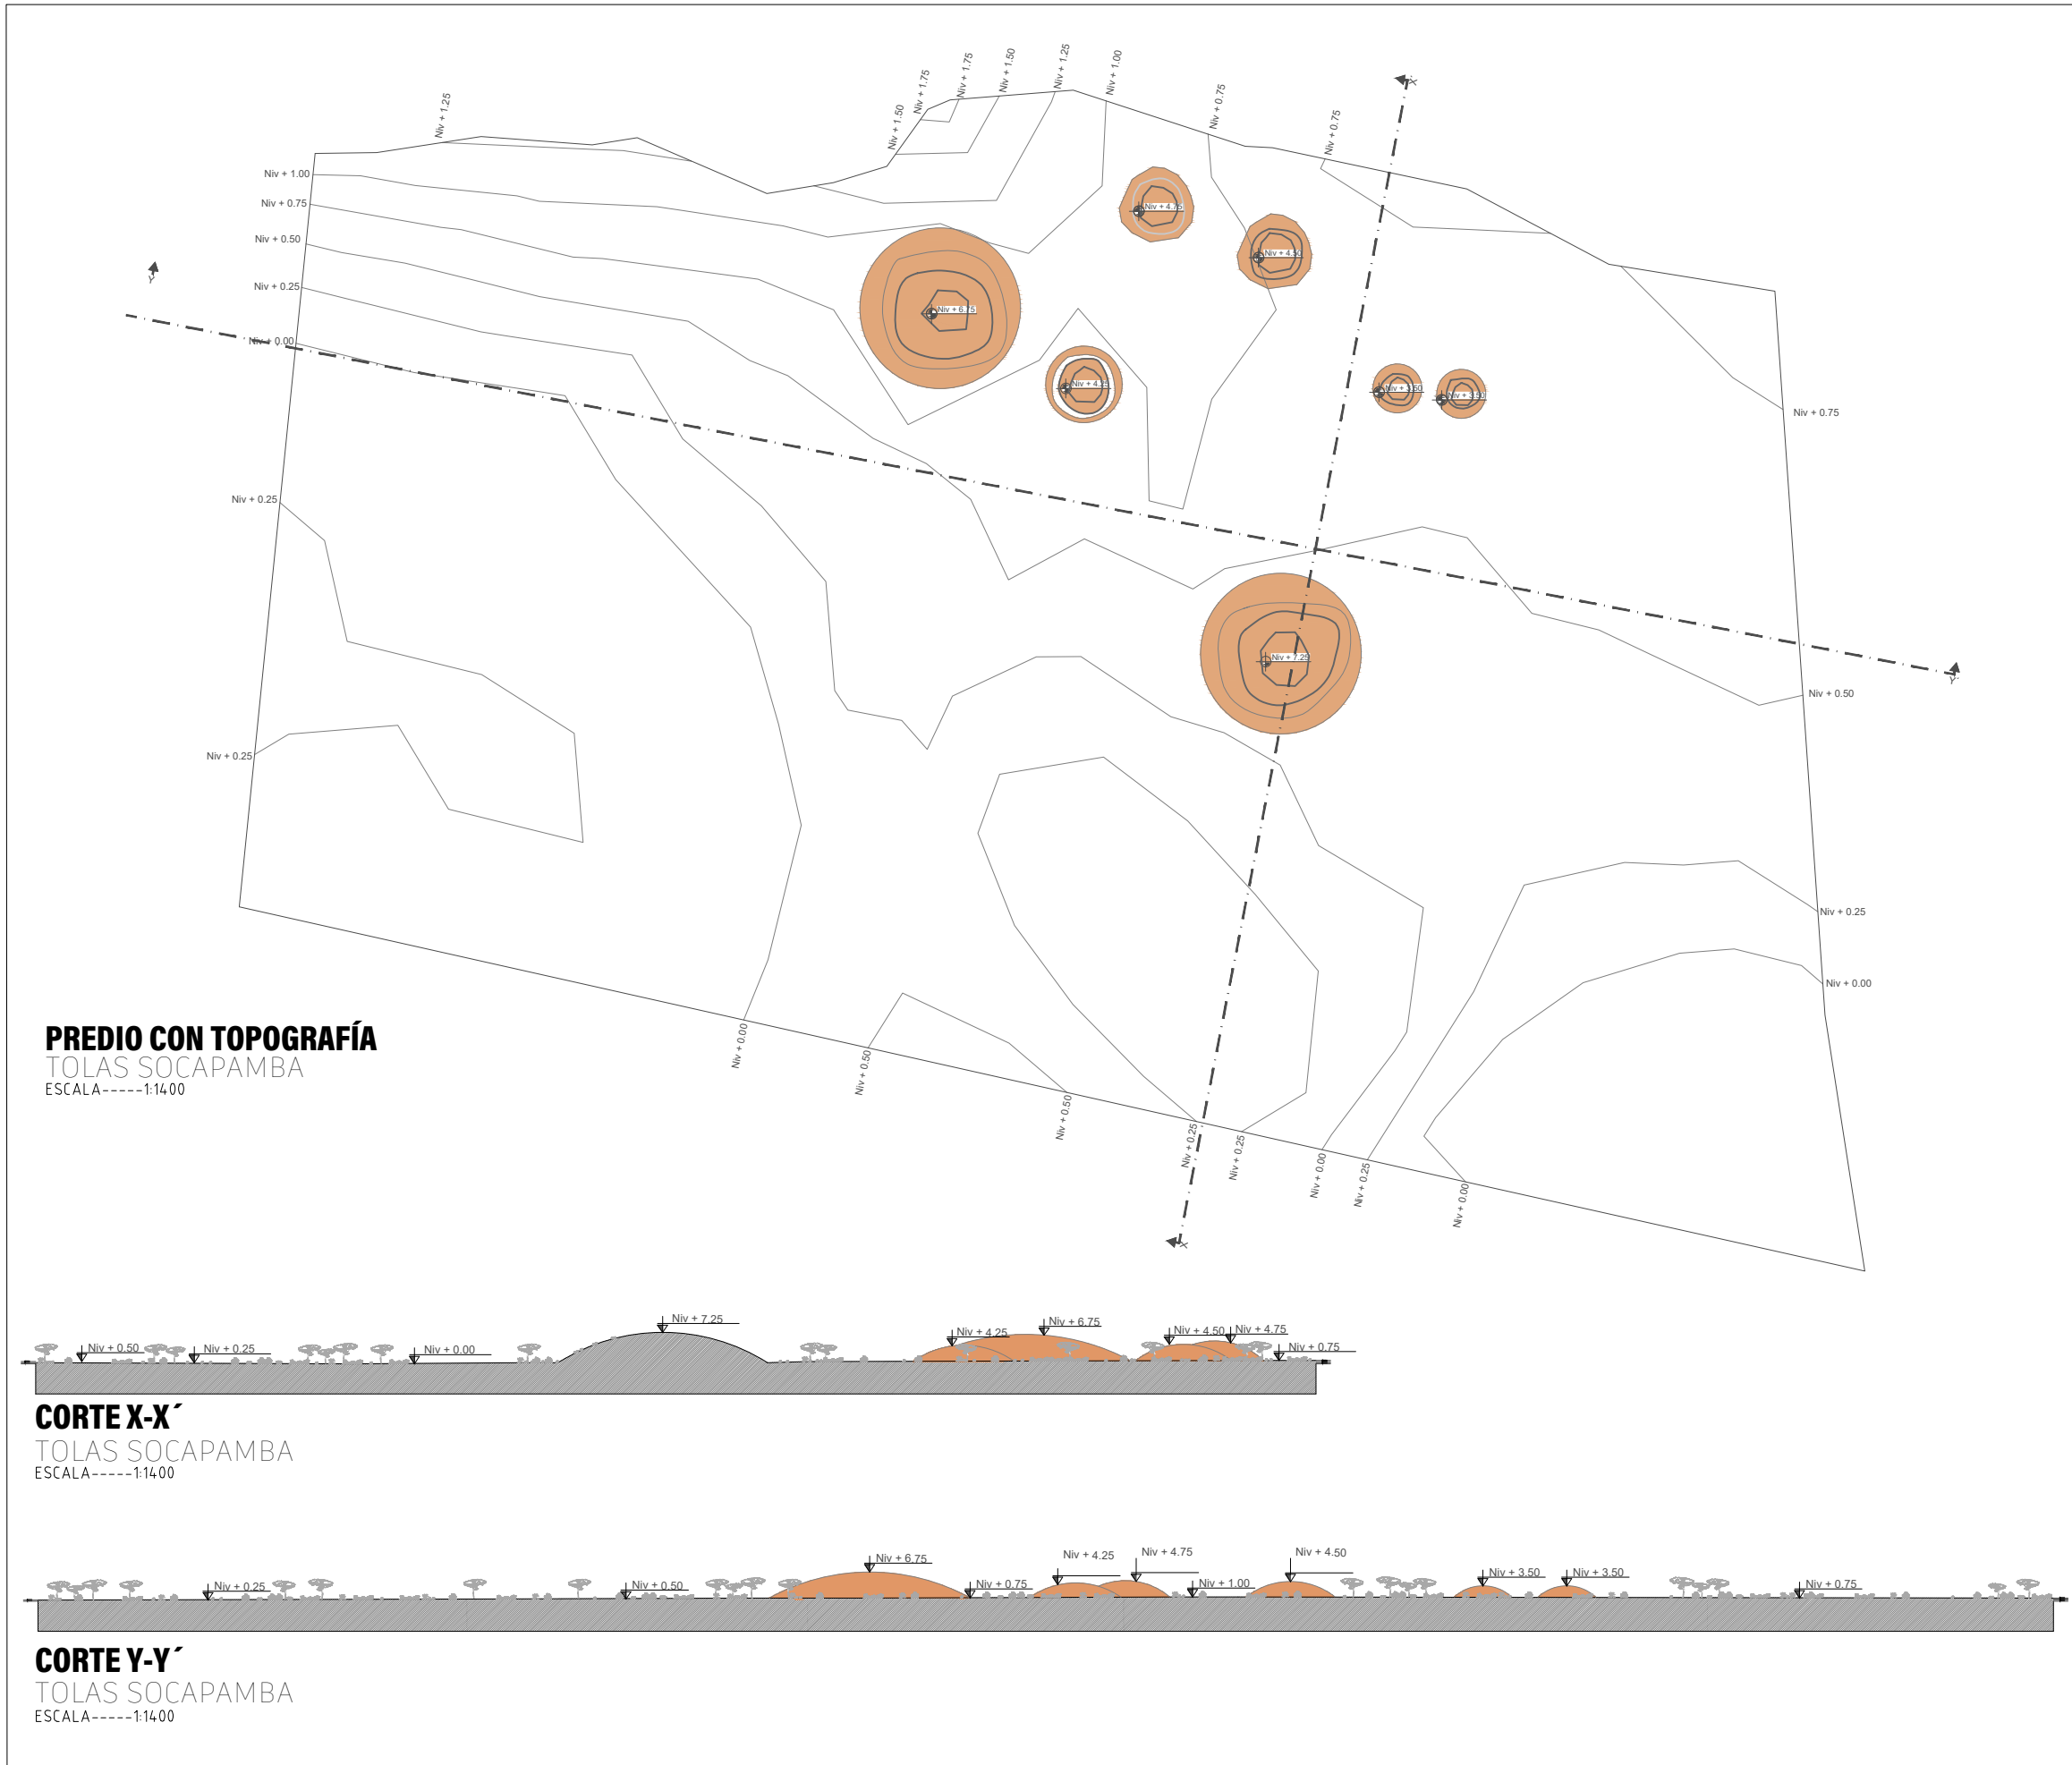 Niv + 1.25
Niv + 1.50
Niv + 1.75
Niv + 1.75
Niv + 1.50
Niv + 1.25
Niv + 1.00
Niv + 0.75
Niv + 0.75
X
Niv + 1.00
Niv + 0.75
Niv + 0.50
Niv + 0.25
Niv + 0.00
Y
Niv + 4.75
Niv + 4.50
Niv + 6.75
Niv + 4.25
Niv + 3.50
Niv + 3.50
Niv + 0.75
Niv + 0.25
Niv + 7.25
Y'
Niv + 0.50
Niv + 0.25
Niv + 0.25
Niv + 0.00
Niv + 0.00
Niv + 0.50
Niv + 0.50
Niv + 0.25
Niv + 0.25
Niv + 0.00
Niv + 0.25
Niv + 0.00
X
PREDIO CON TOPOGRAFÍA
TOLAS SOCAPAMBA
ESCALA-----1:1400
Niv + 0.50
Niv + 0.25
Niv + 0.00
Niv + 7.25
Niv + 4.25
Niv + 6.75
Niv + 4.50
Niv + 4.75
Niv + 0.75
CORTE X-X´
TOLAS SOCAPAMBA
ESCALA-----1:1400
Niv + 0.25
Niv + 0.50
Niv + 6.75
Niv + 0.75
Niv + 4.25
Niv + 4.75
Niv + 1.00
Niv + 4.50
Niv + 3.50
Niv + 3.50
Niv + 0.75
CORTE Y-Y´
TOLAS SOCAPAMBA
ESCALA-----1:1400